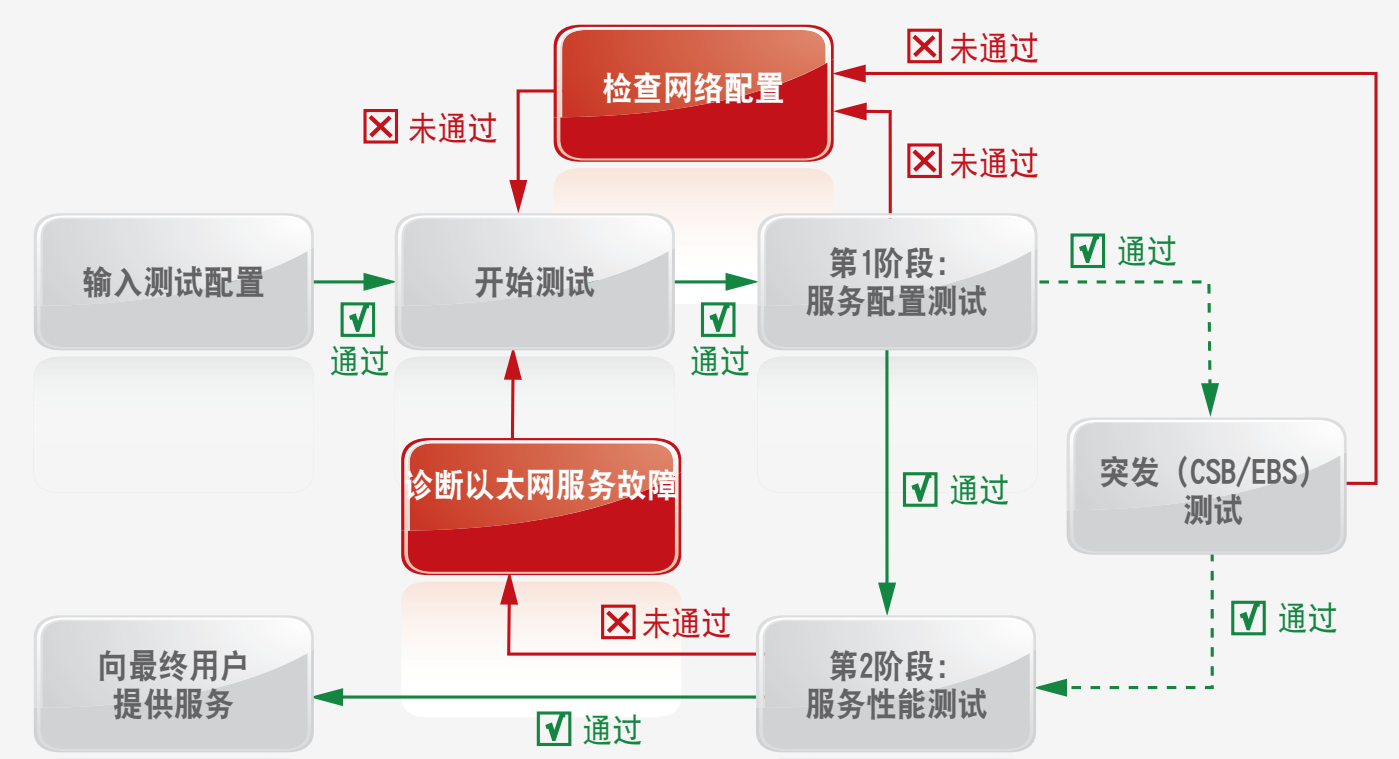 未通过
检查网络配置
未通过
未通过
输入测试配置
开始测试
第1阶段:
服务配置测试
通过
通过
通过
突发（CSB/EBS）
测试
诊断以太网服务故障
通过
未通过
通过
向最终用户
提供服务
第2阶段:
服务性能测试
通过